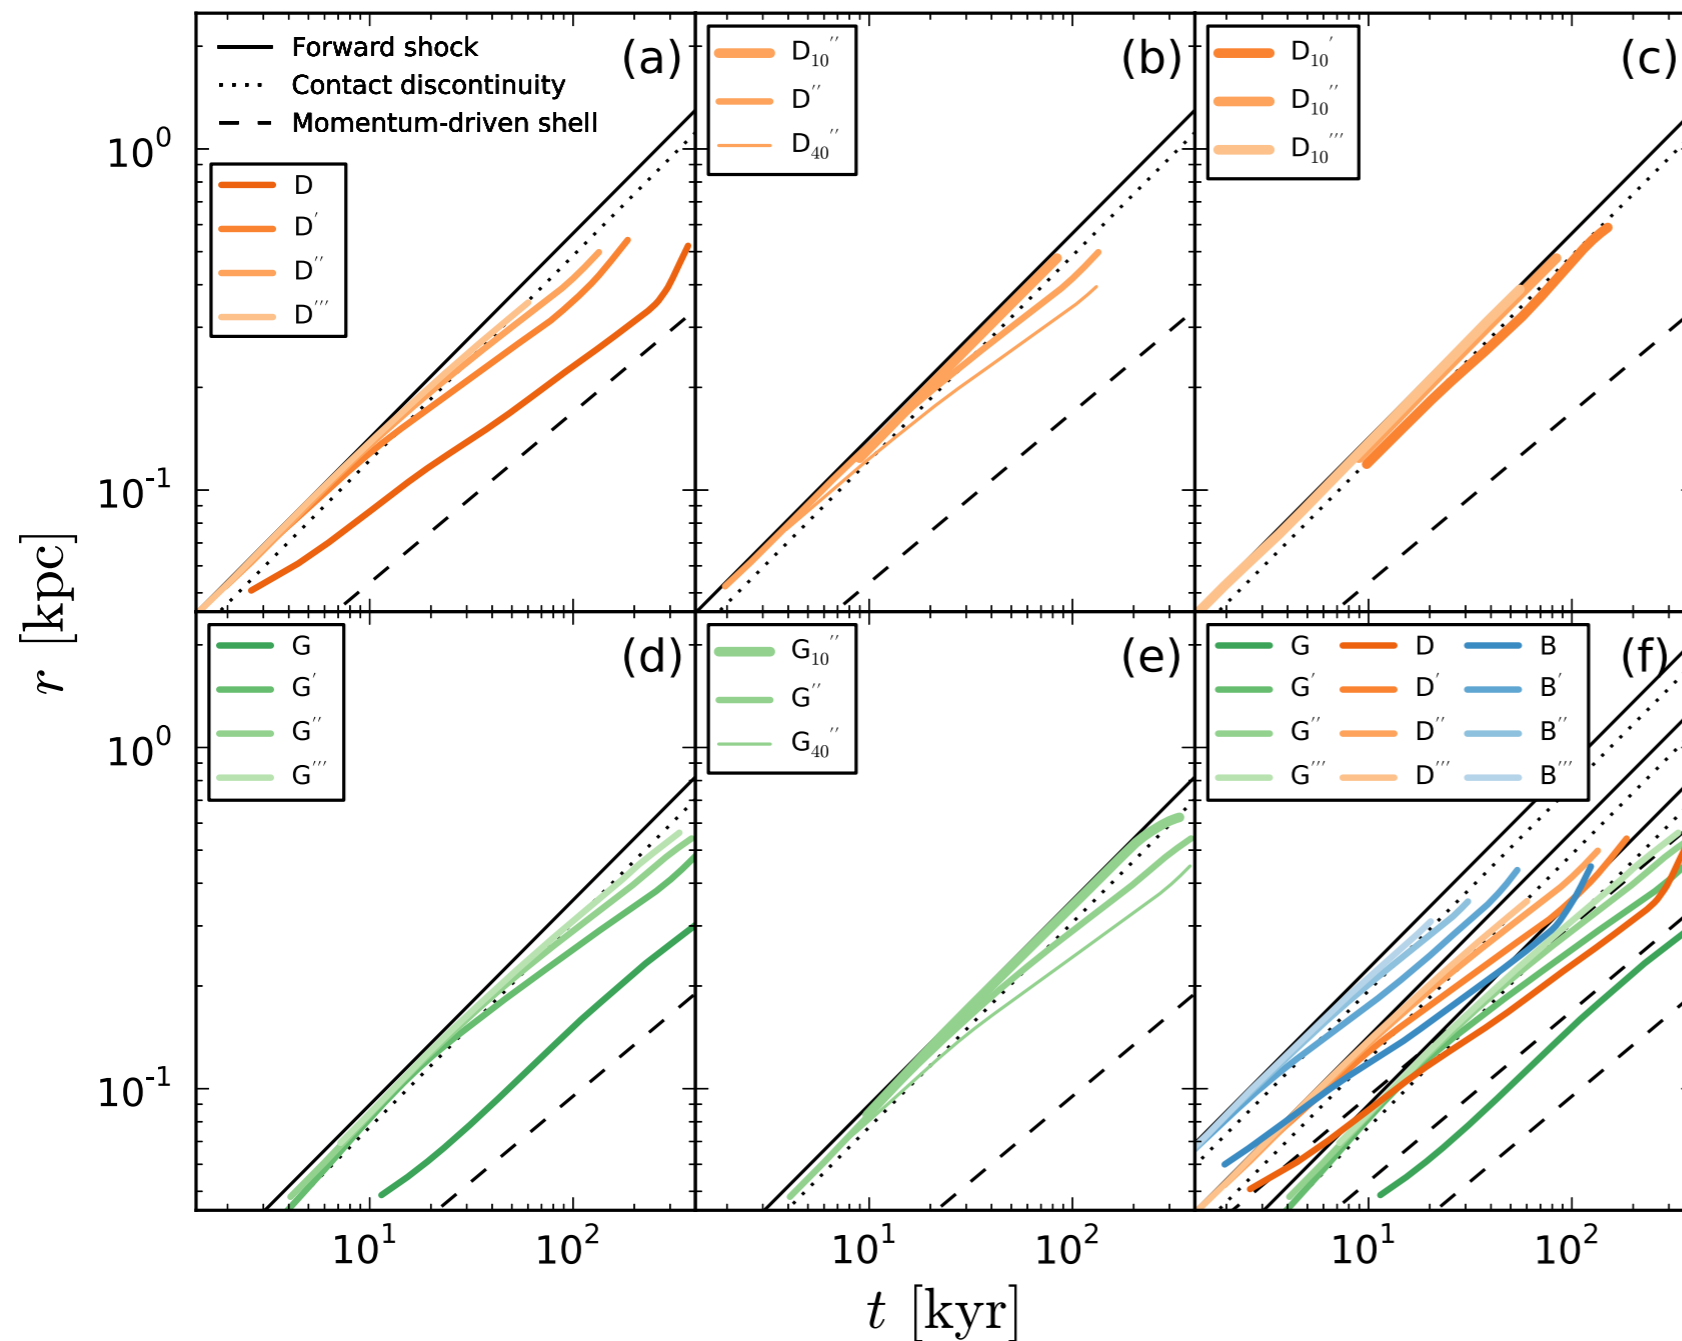 Forward shock
Contact discontinuity
Momentum-driven shell
(a)
D
D′
D′′
D′′′
(b)
D₁₀′′
D′′
D₄₀′′
(c)
D₁₀′
D₁₀′′
D₁₀′′′
10⁰
10⁻¹
r [kpc]
(d)
G
G′
G′′
G′′′
(e)
G₁₀′′
G′′
G₄₀′′
(f)
G D B
G′ D′ B′
G′′ D′′ B′′
G′′′ D′′′ B′′′
10⁰
10⁻¹
10¹ 10² 10¹ 10² 10¹ 10²
t [kyr]